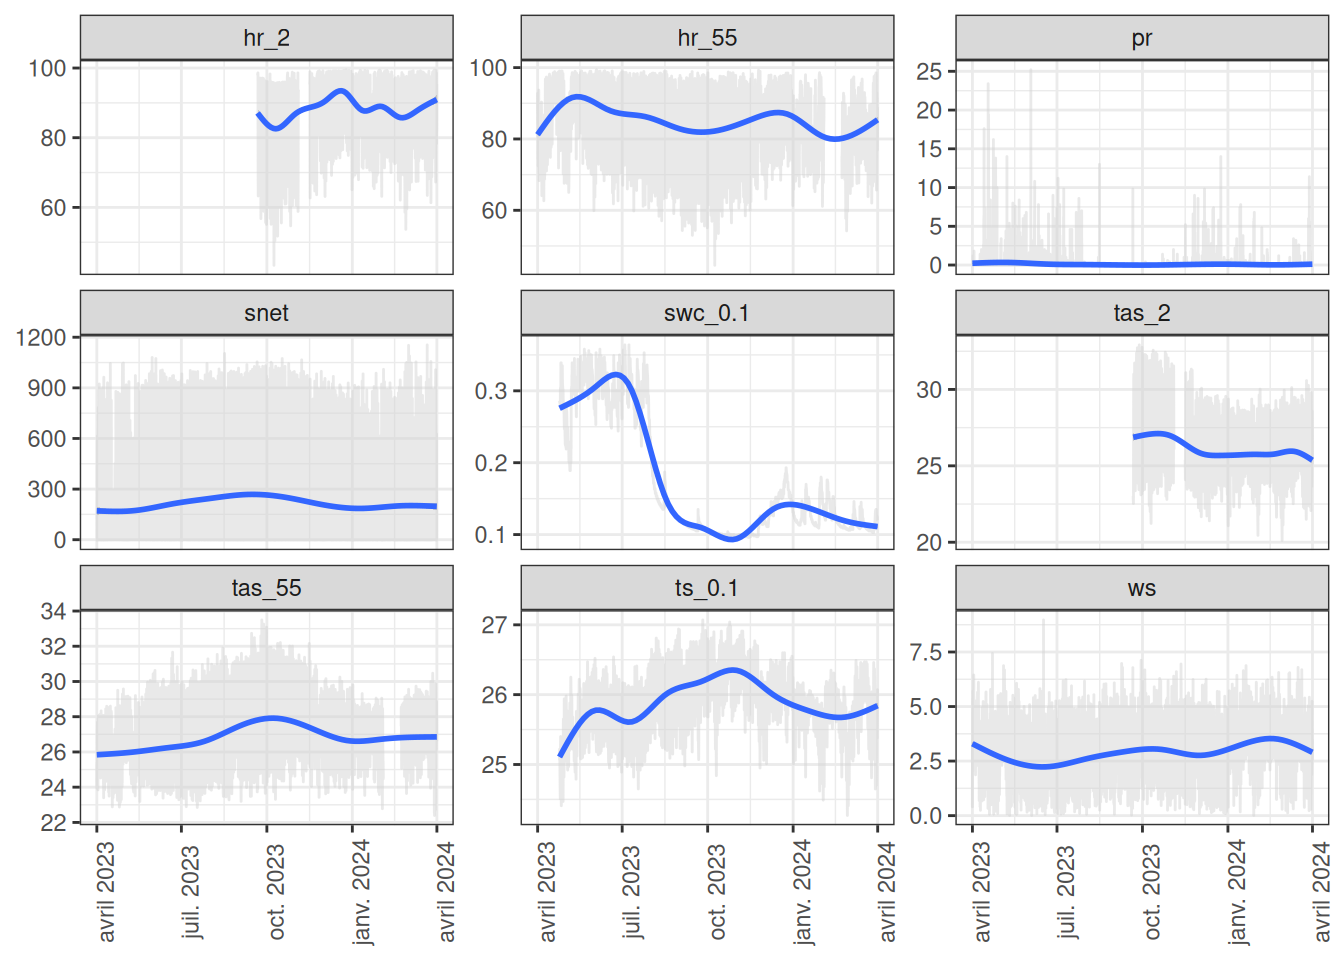 hr_2
hr_55
pr
100
80
60
100
80
60
25
20
15
10
5
0
snet
swc_0.1
tas_2
1200
900
600
300
0
0.3
0.2
0.1
30
25
20
tas_55
ts_0.1
ws
34
32
30
28
26
24
22
27
26
25
7.5
5.0
2.5
0.0
avril 2023
juil. 2023
oct. 2023
janv. 2024
avril 2024
avril 2023
juil. 2023
oct. 2023
janv. 2024
avril 2024
avril 2023
juil. 2023
oct. 2023
janv. 2024
avril 2024